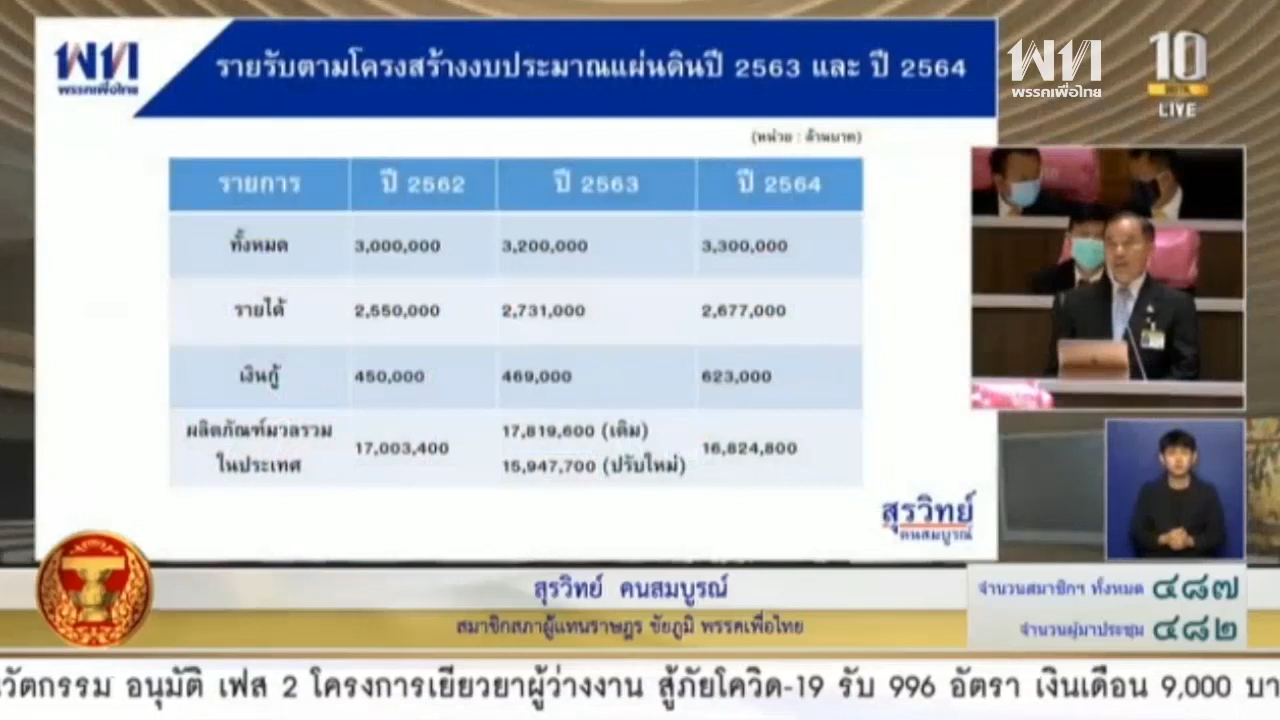 พท
พรรคเพื่อไทย
รายรับตามโครงสร้างงบประมาณแผ่นดินปี 2563 และ ปี 2564
พท
พรรคเพื่อไทย
10
LIVE
(หน่วย : ล้านบาท)
รายการ ปี 2562 ปี 2563 ปี 2564
ทั้งหมด 3,000,000 3,200,000 3,300,000
รายได้ 2,550,000 2,731,000 2,677,000
เงินกู้ 450,000 469,000 623,000
ผลิตภัณฑ์มวลรวม
ในประเทศ
17,003,400
17,819,600 (เดิม)
15,947,700 (ปรับใหม่)
16,824,800
สุรวิทย์
คนสมบูรณ์
สุรวิทย์ คนสมบูรณ์
สมาชิกสภาผู้แทนราษฎร ชัยภูมิ พรรคเพื่อไทย
จำนวนสมาชิกฯ ทั้งหมด ๔๘๗
จำนวนผู้มาประชุม ๔๘๒
นวัตกรรม อนุมัติ เฟส 2 โครงการเยียวยาผู้ว่างงาน สู้ภัยโควิด-19 รับ 996 อัตรา เงินเดือน 9,000 บา